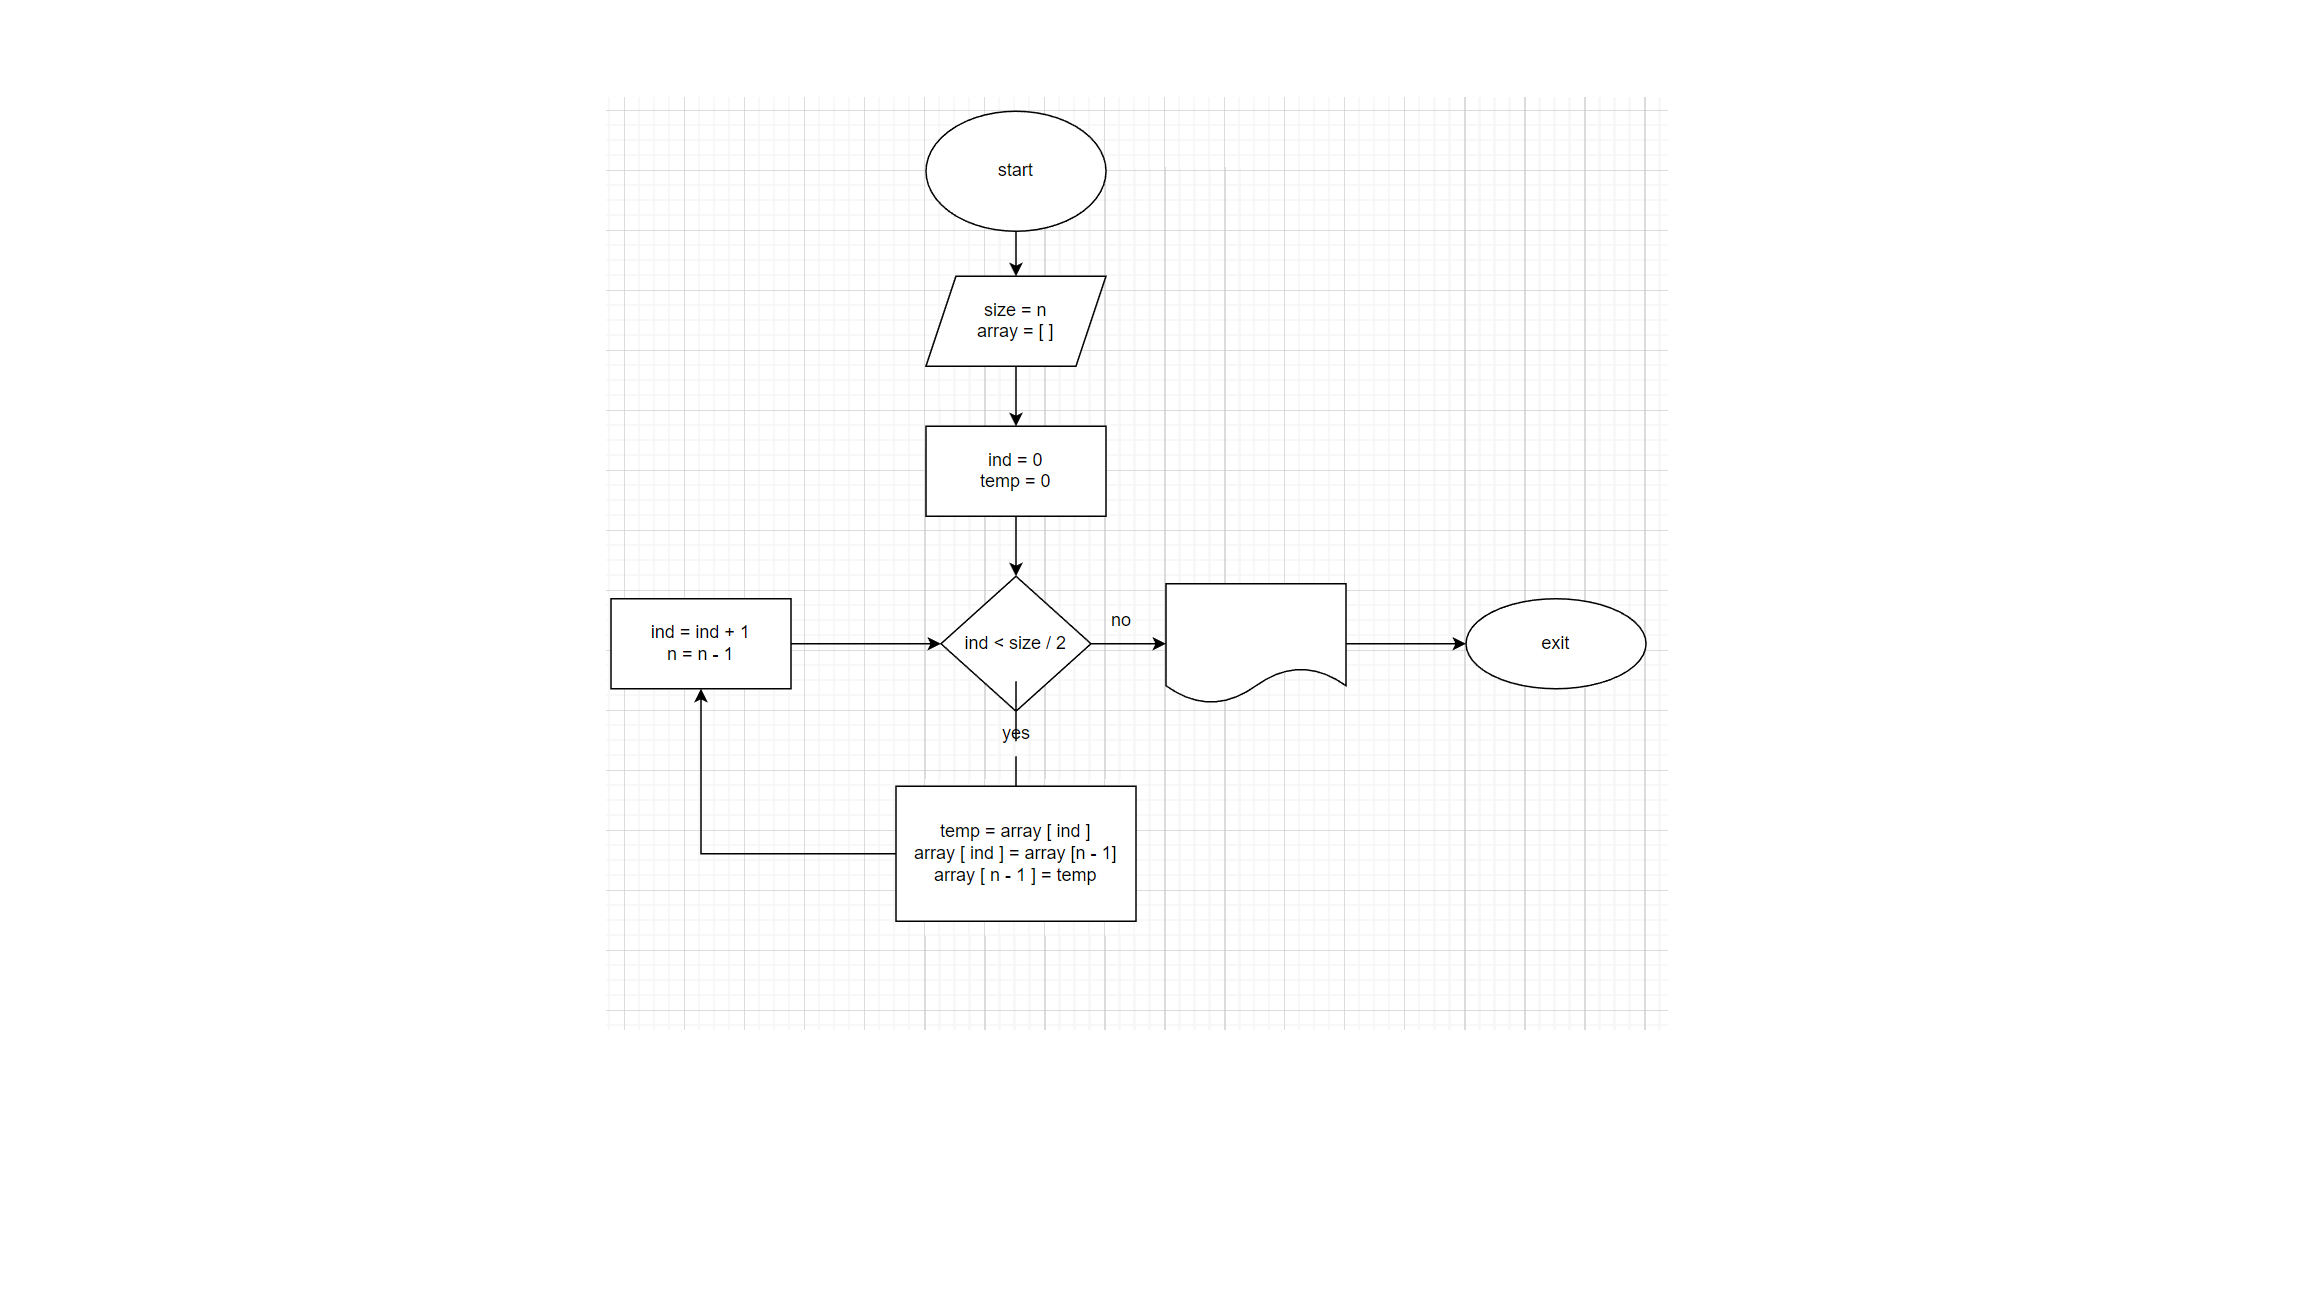 start
size = n
array = [ ]
ind = 0
temp = 0
ind = ind + 1
n = n - 1
ind < size / 2
no
exit
yes
temp = array [ ind ]
array [ ind ] = array [n - 1]
array [ n - 1 ] = temp